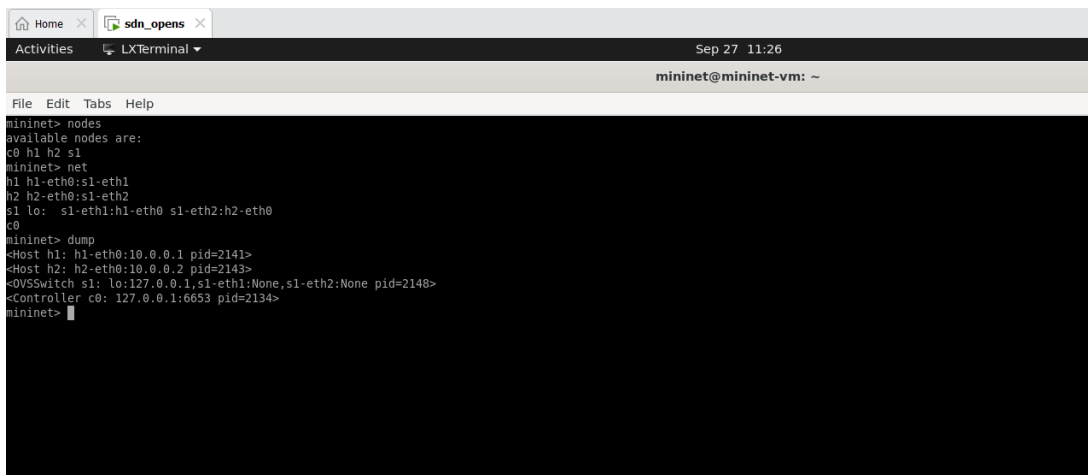 Home × sdn_opens ×
Activities LXTerminal Sep 27 11:26
mininet@mininet-vm: ~
File Edit Tabs Help
mininet> nodes
available nodes are:
c0 h1 h2 s1
mininet> net
h1 h1-eth0:s1-eth1
h2 h2-eth0:s1-eth2
s1 lo:  s1-eth1:h1-eth0 s1-eth2:h2-eth0
c0
mininet> dump
<Host h1: h1-eth0:10.0.0.1 pid=2141>
<Host h2: h2-eth0:10.0.0.2 pid=2143>
<OVSSwitch s1: lo:127.0.0.1,s1-eth1:None,s1-eth2:None pid=2148>
<Controller c0: 127.0.0.1:6653 pid=2134>
mininet>